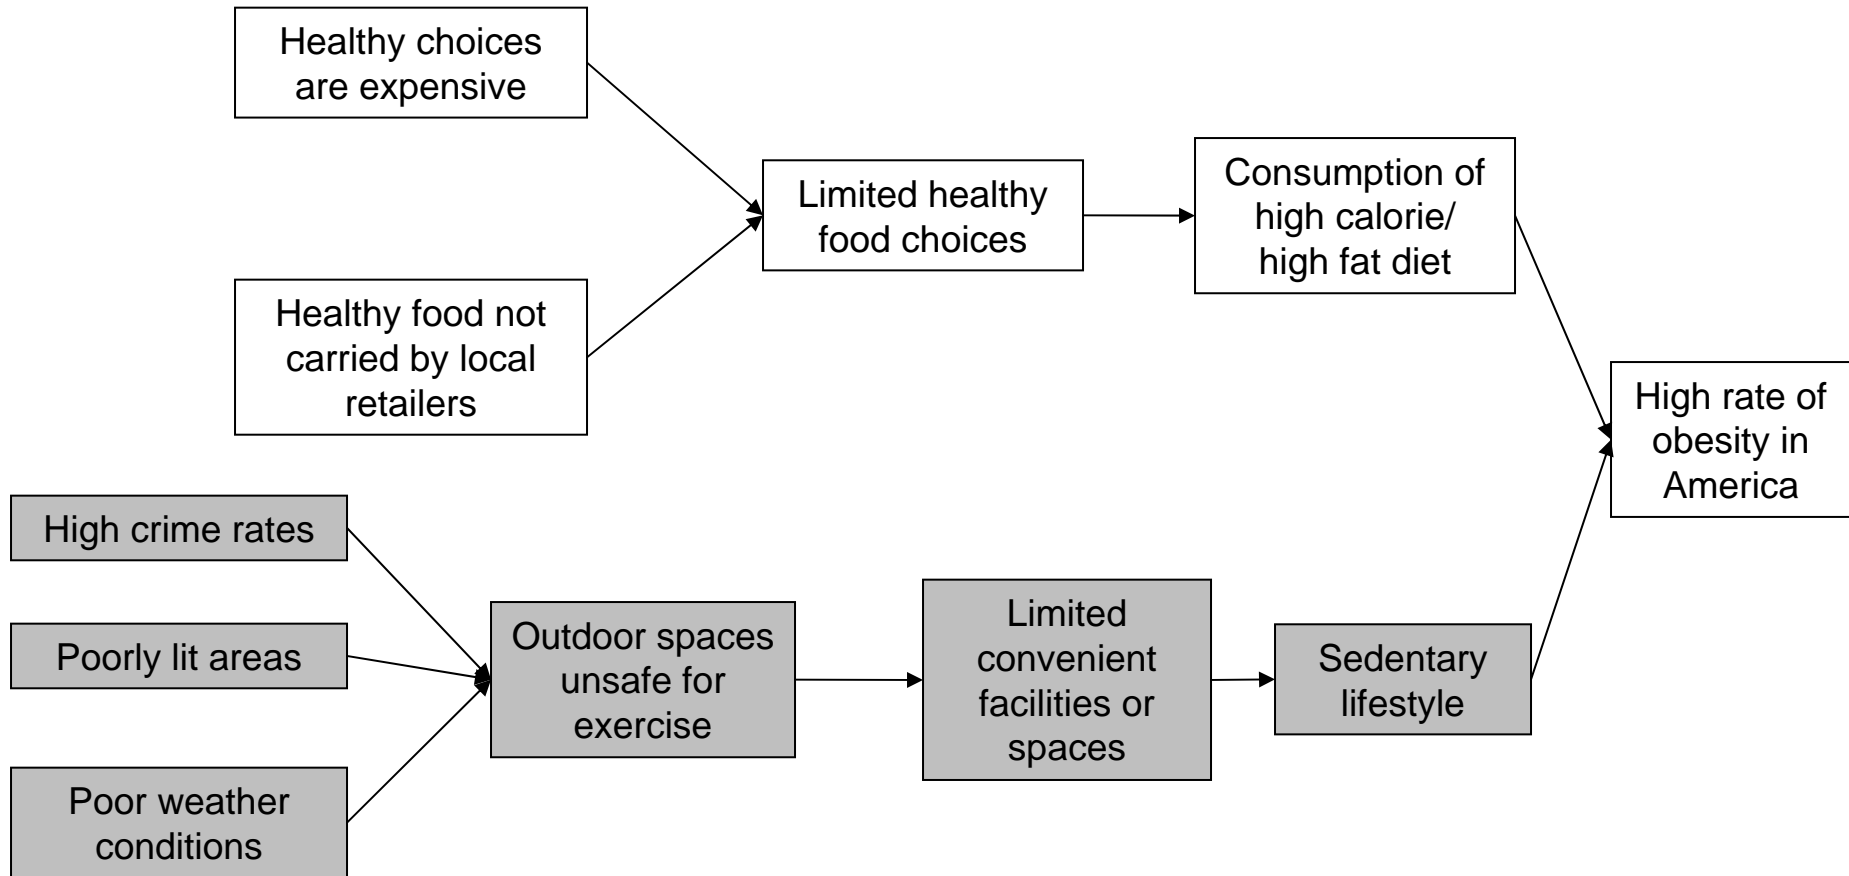 Healthy choices
are expensive
Healthy food not
carried by local
retailers
Limited healthy
food choices
Consumption of
high calorie/
high fat diet
High rate of
obesity in
America
High crime rates
Poorly lit areas
Poor weather
conditions
Outdoor spaces
unsafe for
exercise
Limited
convenient
facilities or
spaces
Sedentary
lifestyle